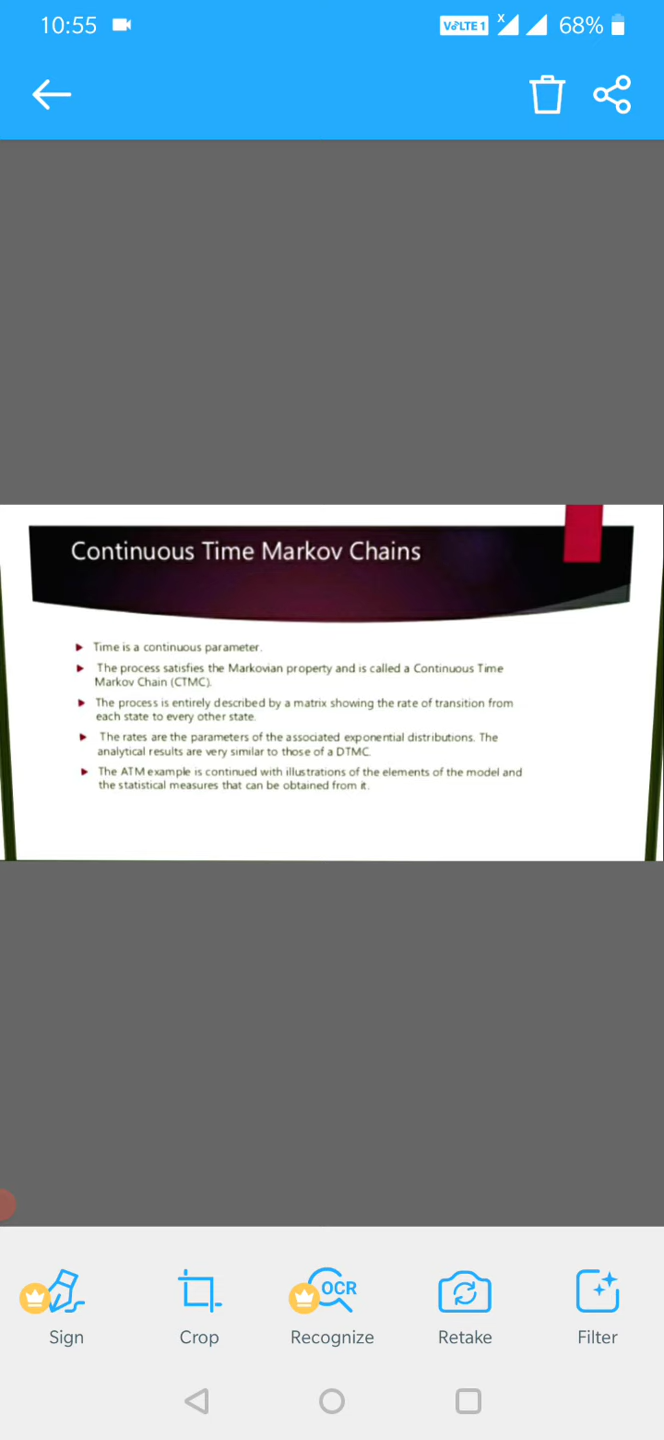 10:55
VoLTE 1
x
68%
Continuous Time Markov Chains
Time is a continuous parameter.
The process satisfies the Markovian property and is called a Continuous Time
Markov Chain (CTMC).
The process is entirely described by a matrix showing the rate of transition from
each state to every other state.
The rates are the parameters of the associated exponential distributions. The
analytical results are very similar to those of a DTMC.
The ATM example is continued with illustrations of the elements of the model and
the statistical measures that can be obtained from it.
OCR
Sign Crop Recognize Retake Filter